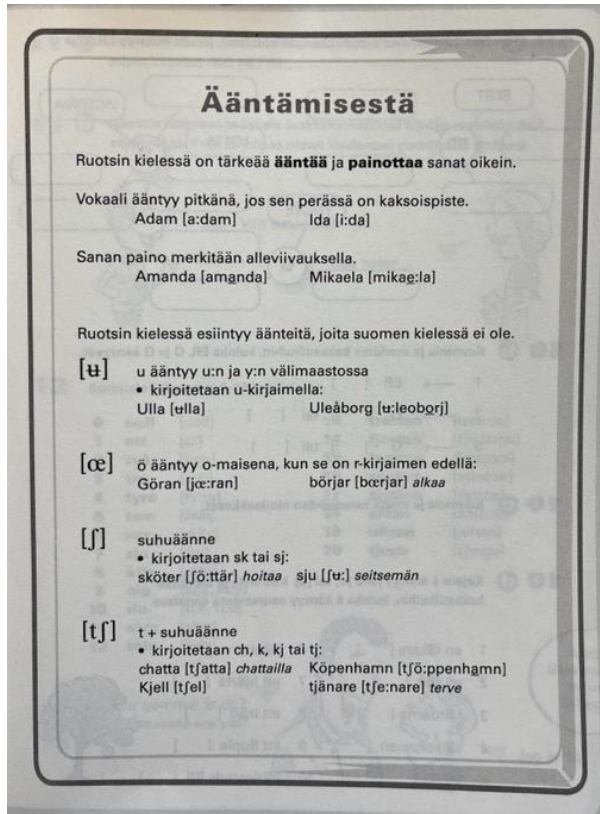 Ääntämisestä
Ruotsin kielessä on tärkeää ääntää ja painottaa sanat oikein.
Vokaali ääntyy pitkänä, jos sen perässä on kaksoispiste.
Adam [a:dam] Ida [i:da]
Sanan paino merkitään alleviivauksella.
Amanda [amanda] Mikaela [mikae:la]
Ruotsin kielessä esiintyy äänteitä, joita suomen kielessä ei ole.
[ʉ] u ääntyy u:n ja y:n välimaastossa
• kirjoitetaan u-kirjaimella:
Ulla [ʉlla] Uleåborg [ʉ:leoborj]
[œ] ö ääntyy o-maisena, kun se on r-kirjaimen edellä:
Göran [jœ:ran] börjar [bœrjar] alkaa
[ʃ] suhuäänne
• kirjoitetaan sk tai sj:
sköter [ʃö:ttär] hoitaa sju [ʃʉ:] seitsemän
[tʃ] t + suhuäänne
• kirjoitetaan ch, k, kj tai tj:
chatta [tʃatta] chattailla Köpenhamn [tʃö:ppenhamn]
Kjell [tʃel] tjänare [tʃe:nare] terve